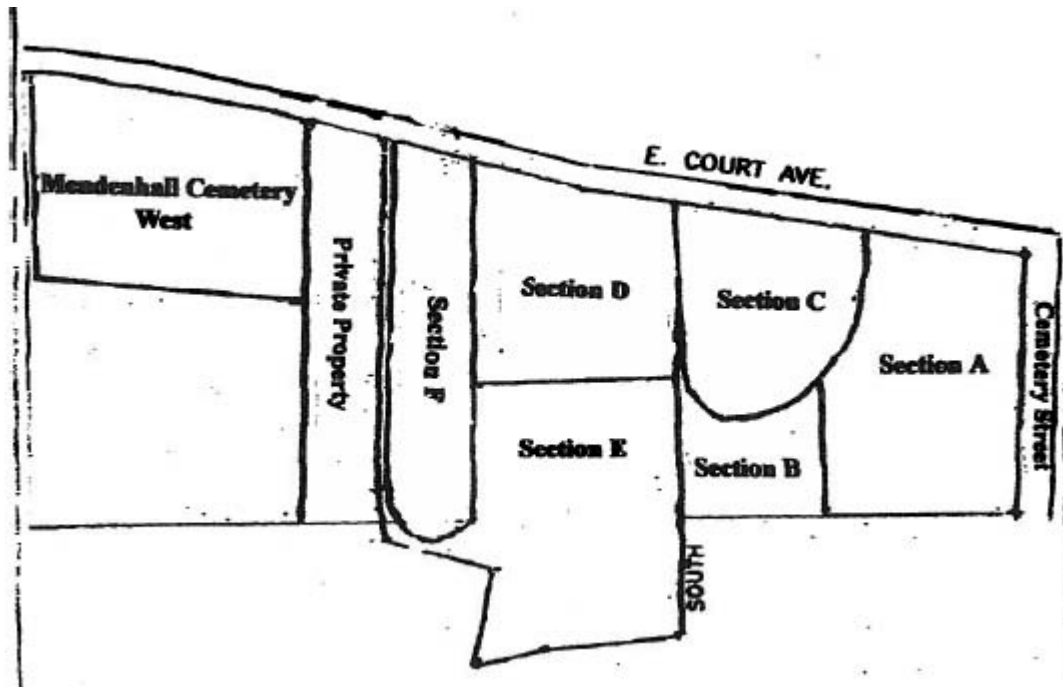 E. COURT AVE.
Mendenhall Cemetery
West
Private Property
Section F
Section D
Section C
Section A
Cemetery Street
Section E
Section B
SOUTH